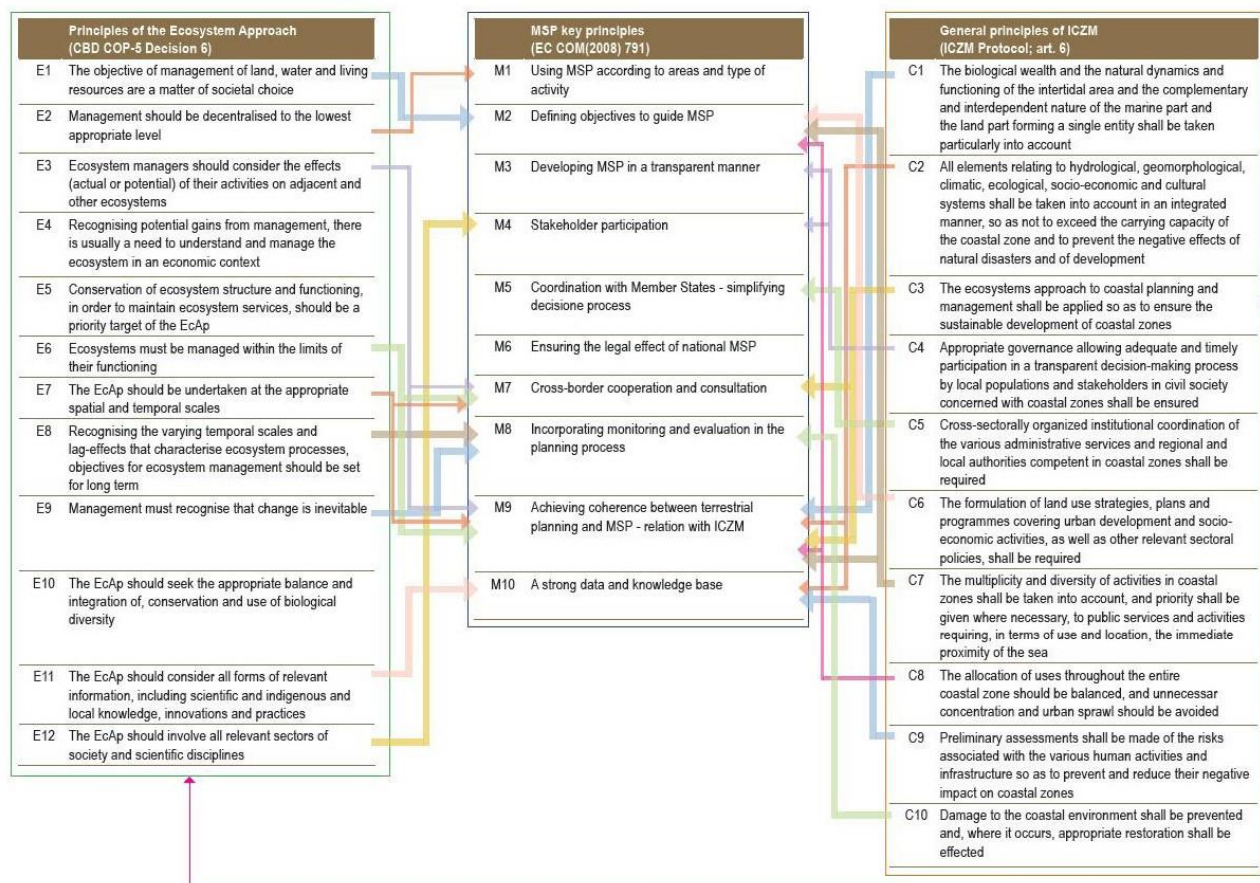 Principles of the Ecosystem Approach
(CBD COP-5 Decision 6)
E1 The objective of management of land, water and living
resources are a matter of societal choice
E2 Management should be decentralised to the lowest
appropriate level
E3 Ecosystem managers should consider the effects
(actual or potential) of their activities on adjacent and
other ecosystems
E4 Recognising potential gains from management, there
is usually a need to understand and manage the
ecosystem in an economic context
E5 Conservation of ecosystem structure and functioning,
in order to maintain ecosystem services, should be a
priority target of the EcAp
E6 Ecosystems must be managed within the limits of
their functioning
E7 The EcAp should be undertaken at the appropriate
spatial and temporal scales
E8 Recognising the varying temporal scales and
lag-effects that characterise ecosystem processes,
objectives for ecosystem management should be set
for long term
E9 Management must recognise that change is inevitable
E10 The EcAp should seek the appropriate balance and
integration of, conservation and use of biological
diversity
E11 The EcAp should consider all forms of relevant
information, including scientific and indigenous and
local knowledge, innovations and practices
E12 The EcAp should involve all relevant sectors of
society and scientific disciplines
MSP key principles
(EC COM(2008) 791)
M1 Using MSP according to areas and type of
activity
M2 Defining objectives to guide MSP
M3 Developing MSP in a transparent manner
M4 Stakeholder participation
M5 Coordination with Member States - simplifying
decisione process
M6 Ensuring the legal effect of national MSP
M7 Cross-border cooperation and consultation
M8 Incorporating monitoring and evaluation in the
planning process
M9 Achieving coherence between terrestrial
planning and MSP - relation with ICZM
M10 A strong data and knowledge base
General principles of ICZM
(ICZM Protocol; art. 6)
C1 The biological wealth and the natural dynamics and
functioning of the intertidal area and the complementary
and interdependent nature of the marine part and
the land part forming a single entity shall be taken
particularly into account
C2 All elements relating to hydrological, geomorphological,
climatic, ecological, socio-economic and cultural
systems shall be taken into account in an integrated
manner, so as not to exceed the carrying capacity of
the coastal zone and to prevent the negative effects of
natural disasters and of development
C3 The ecosystems approach to coastal planning and
management shall be applied so as to ensure the
sustainable development of coastal zones
C4 Appropriate governance allowing adequate and timely
participation in a transparent decision-making process
by local populations and stakeholders in civil society
concerned with coastal zones shall be ensured
C5 Cross-sectorally organized institutional coordination of
the various administrative services and regional and
local authorities competent in coastal zones shall be
required
C6 The formulation of land use strategies, plans and
programmes covering urban development and socio-
economic activities, as well as other relevant sectoral
policies, shall be required
C7 The multiplicity and diversity of activities in coastal
zones shall be taken into account, and priority shall be
given where necessary, to public services and activities
requiring, in terms of use and location, the immediate
proximity of the sea
C8 The allocation of uses throughout the entire
coastal zone should be balanced, and unnecessar
concentration and urban sprawl should be avoided
C9 Preliminary assessments shall be made of the risks
associated with the various human activities and
infrastructure so as to prevent and reduce their negative
impact on coastal zones
C10 Damage to the coastal environment shall be prevented
and, where it occurs, appropriate restoration shall be
effected